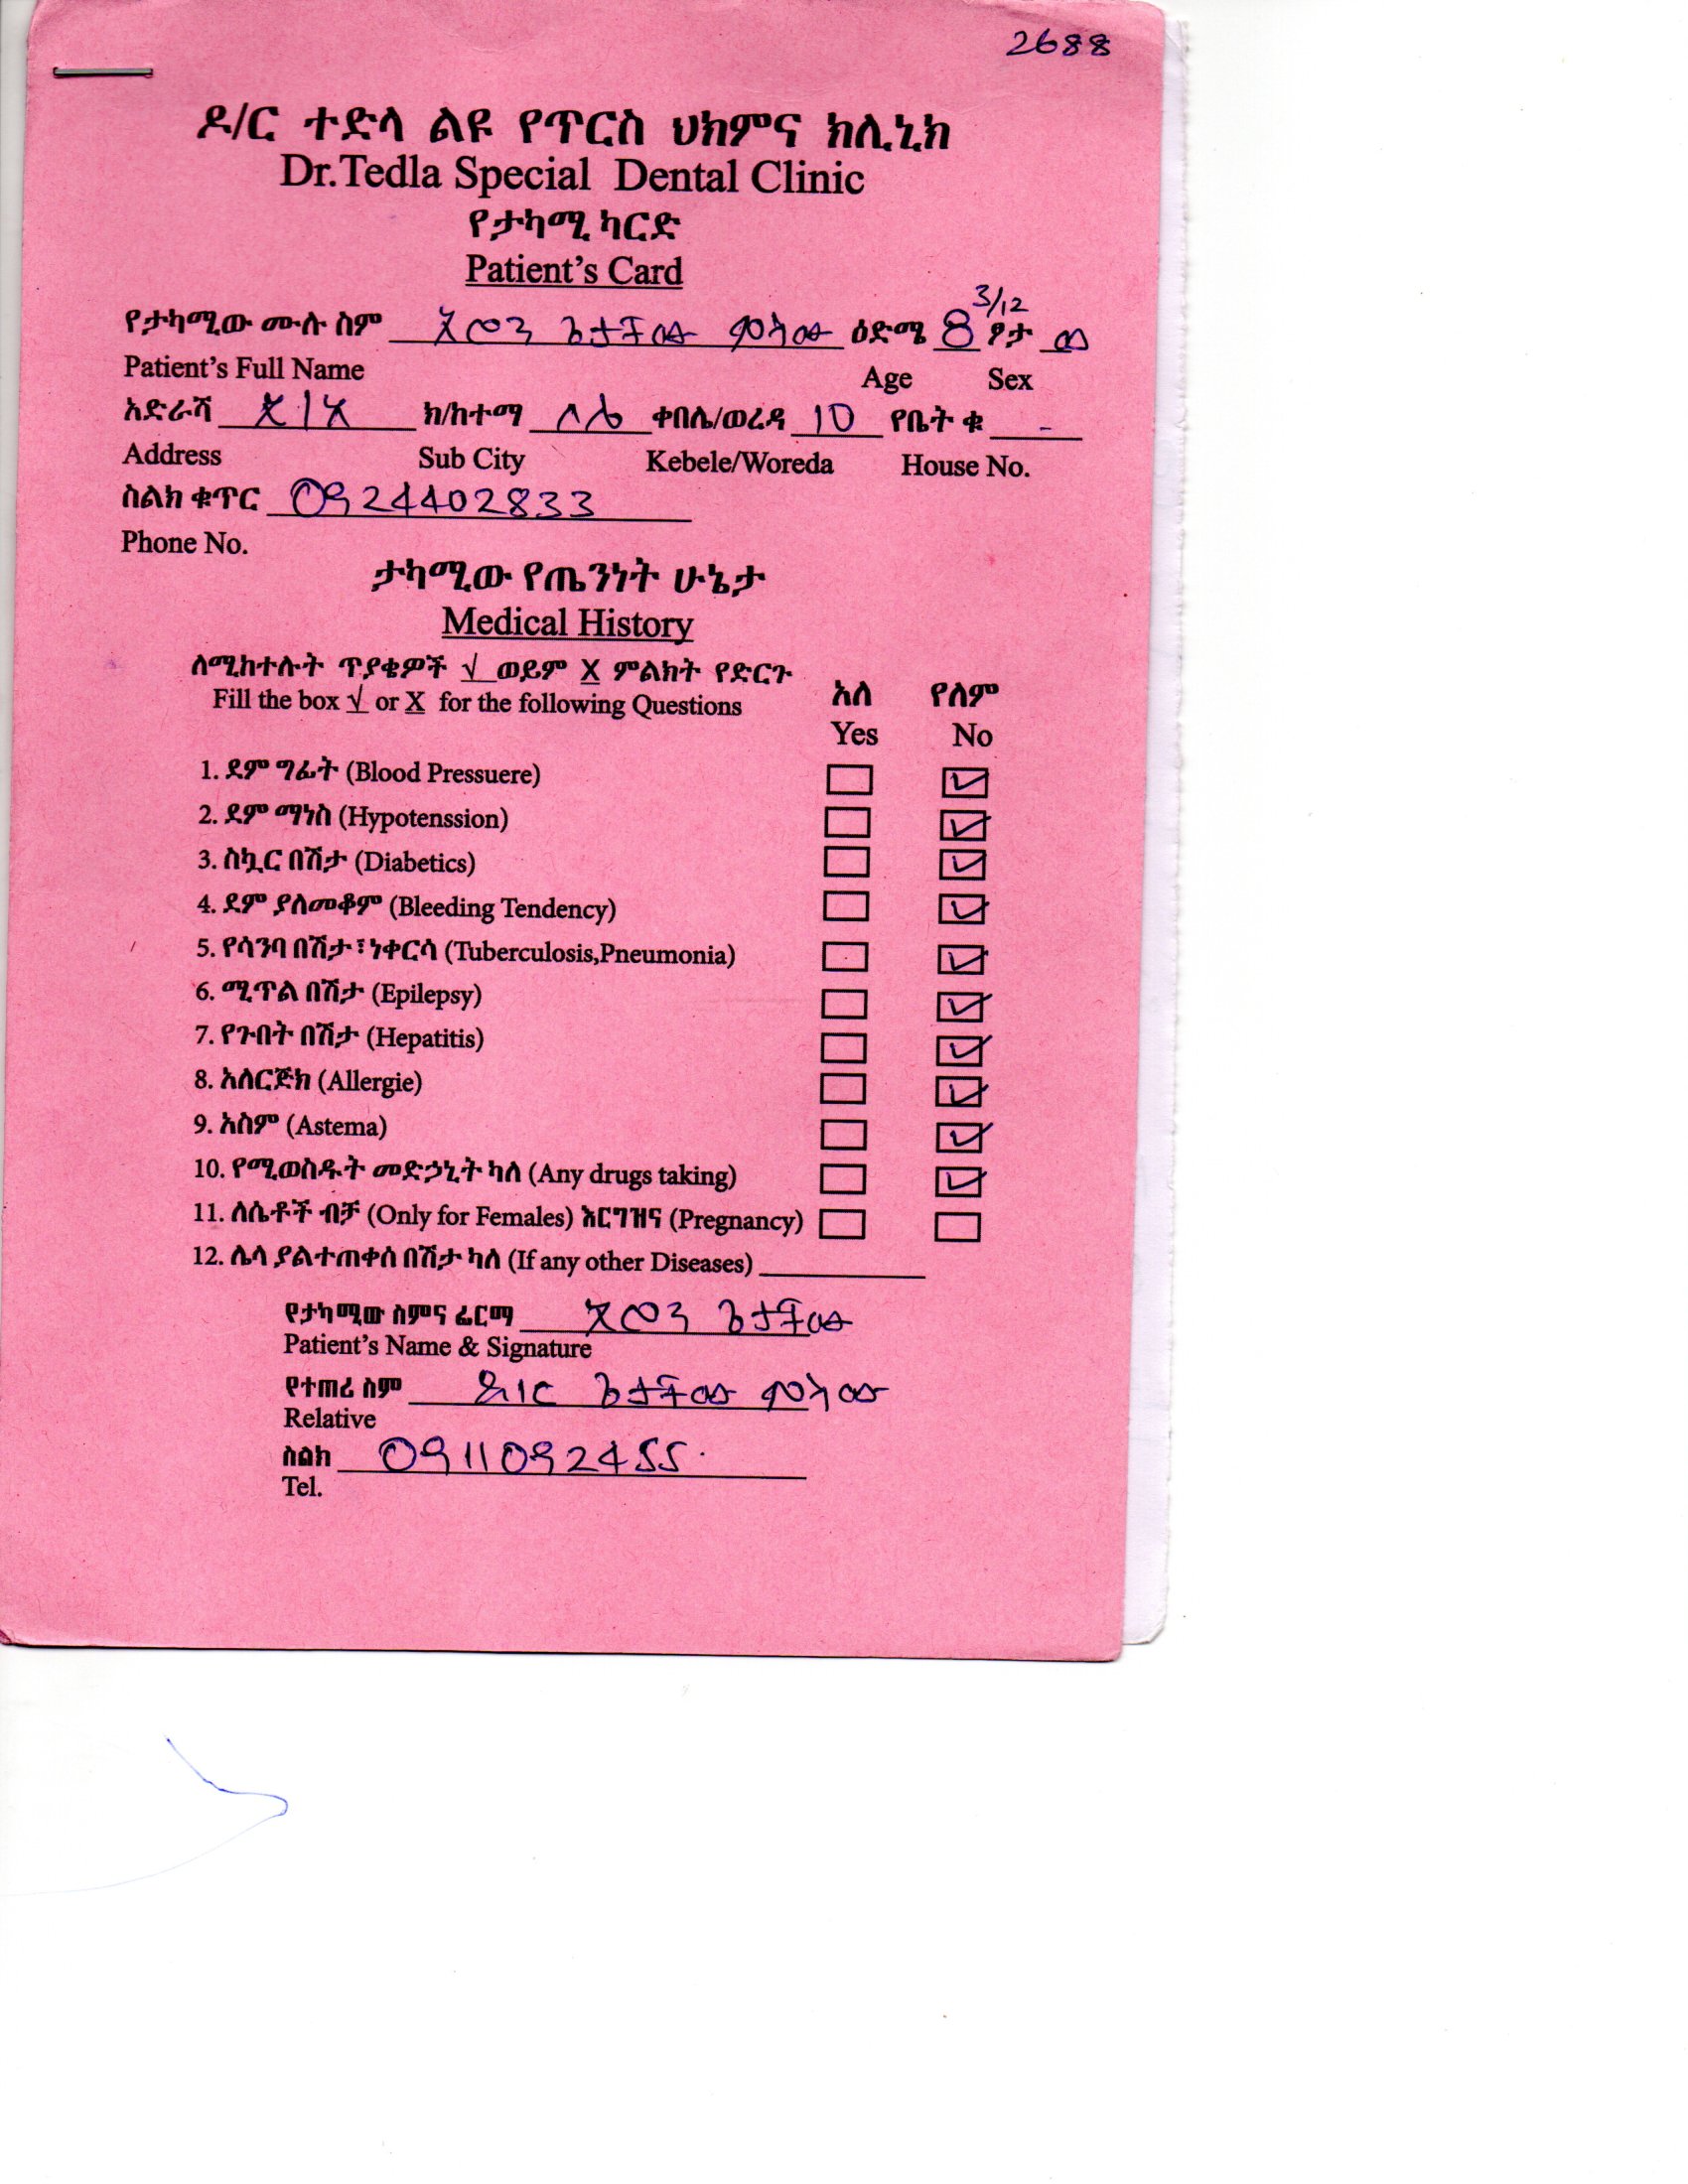 2688
ዶ/ር ተድላ ልዩ የጥርስ ህክምና ክሊኒክ
Dr.Tedla Special Dental Clinic
የታካሚ ካርድ
Patient's Card
3/12
የታካሚው ሙሉ ስም ጌታቸው ዕድሜ 8 ፆታ ወ
Patient's Full Name Age Sex
አድራሻ ክ/ከተማ ቀበሌ/ወረዳ 10 የቤት ቁ -
Address Sub City Kebele/Woreda House No.
ስልክ ቁጥር 0924402833
Phone No.
ታካሚው የጤንነት ሁኔታ
Medical History
ለሚከተሉት ጥያቄዎች √ ወይም X ምልክት የድርጉ
Fill the box √ or X for the following Questions
አለ የለም
Yes No
1. ደም ግፊት (Blood Pressuere)
2. ደም ማነስ (Hypotenssion)
3. ስኳር በሽታ (Diabetics)
4. ደም ያለመቆም (Bleeding Tendency)
5. የሳንባ በሽታ፣ ነቀርሳ (Tuberculosis,Pneumonia)
6. ሚጥል በሽታ (Epilepsy)
7. የጉበት በሽታ (Hepatitis)
8. አለርጅክ (Allergie)
9. አስም (Astema)
10. የሚወስዱት መድኃኒት ካለ (Any drugs taking)
11. ለሴቶች ብቻ (Only for Females) እርግዝና (Pregnancy)
12. ሌላ ያልተጠቀሰ በሽታ ካለ (If any other Diseases)
የታካሚው ስምና ፊርማ ጌታቸው
Patient's Name & Signature
የተጠሪ ስም ጌታቸው
Relative
ስልክ 0911092455
Tel.